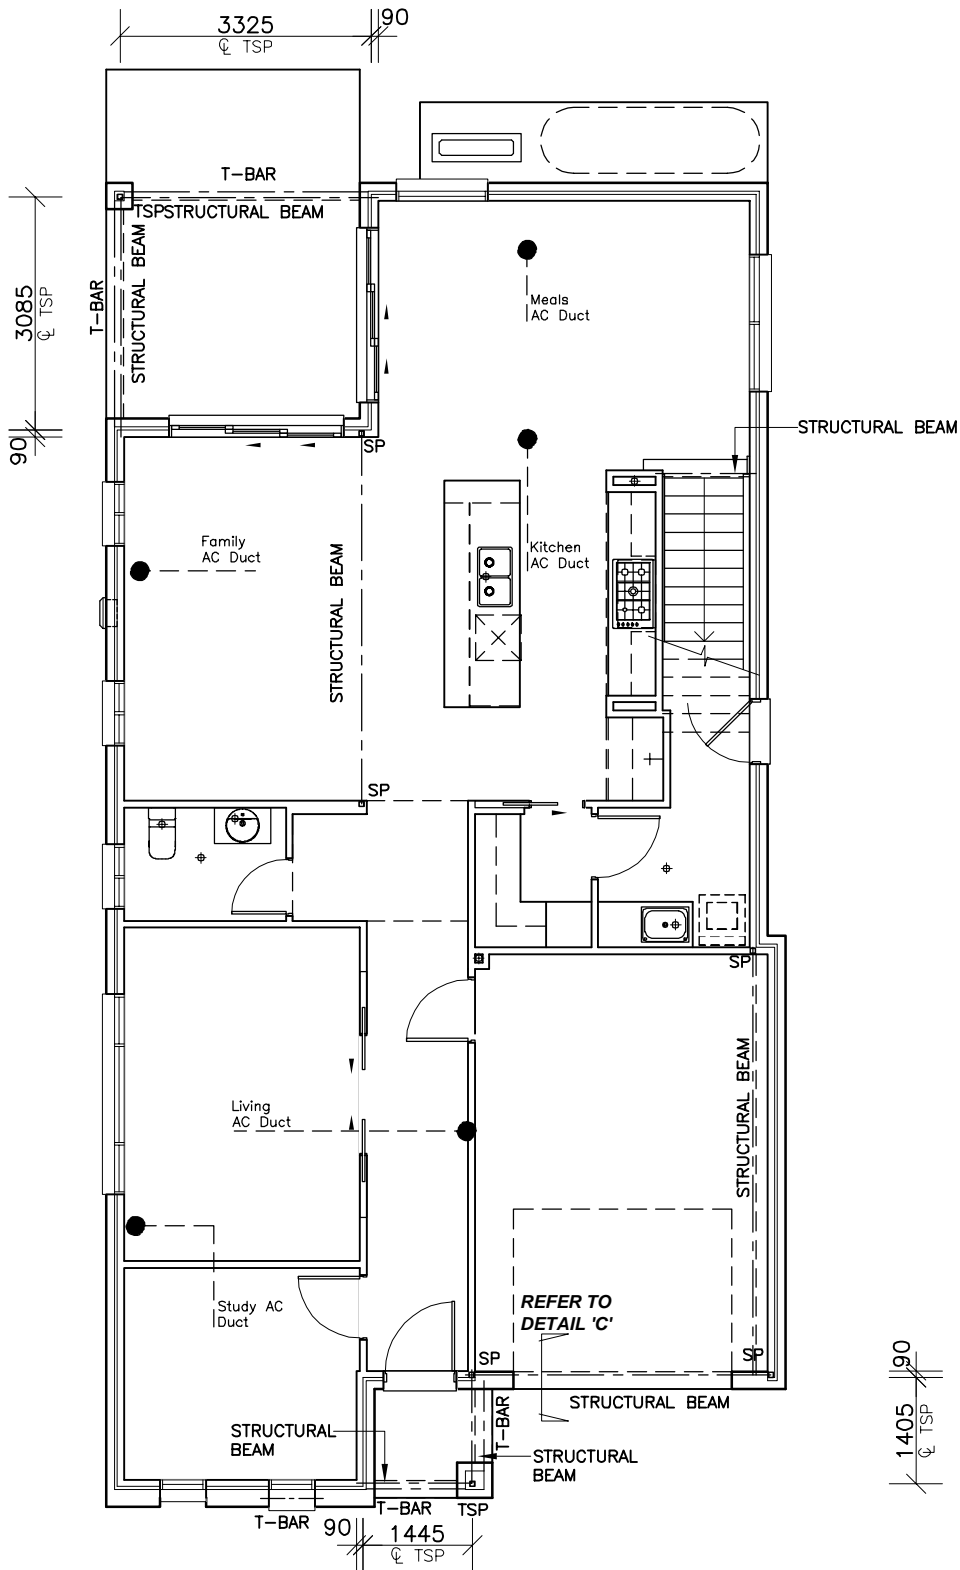 3325
90
℄ TSP
T-BAR
TSP
STRUCTURAL BEAM
3085
℄ TSP
T-BAR
STRUCTURAL BEAM
90
Meals
AC Duct
SP
STRUCTURAL BEAM
Family
AC Duct
STRUCTURAL BEAM
Kitchen
AC Duct
SP
SP
STRUCTURAL BEAM
Living
AC Duct
Study AC
Duct
REFER TO
DETAIL 'C'
SP
SP
90
1405
℄ TSP
STRUCTURAL BEAM
T-BAR
STRUCTURAL
BEAM
STRUCTURAL
BEAM
T-BAR
T-BAR
TSP
90
1445
℄ TSP